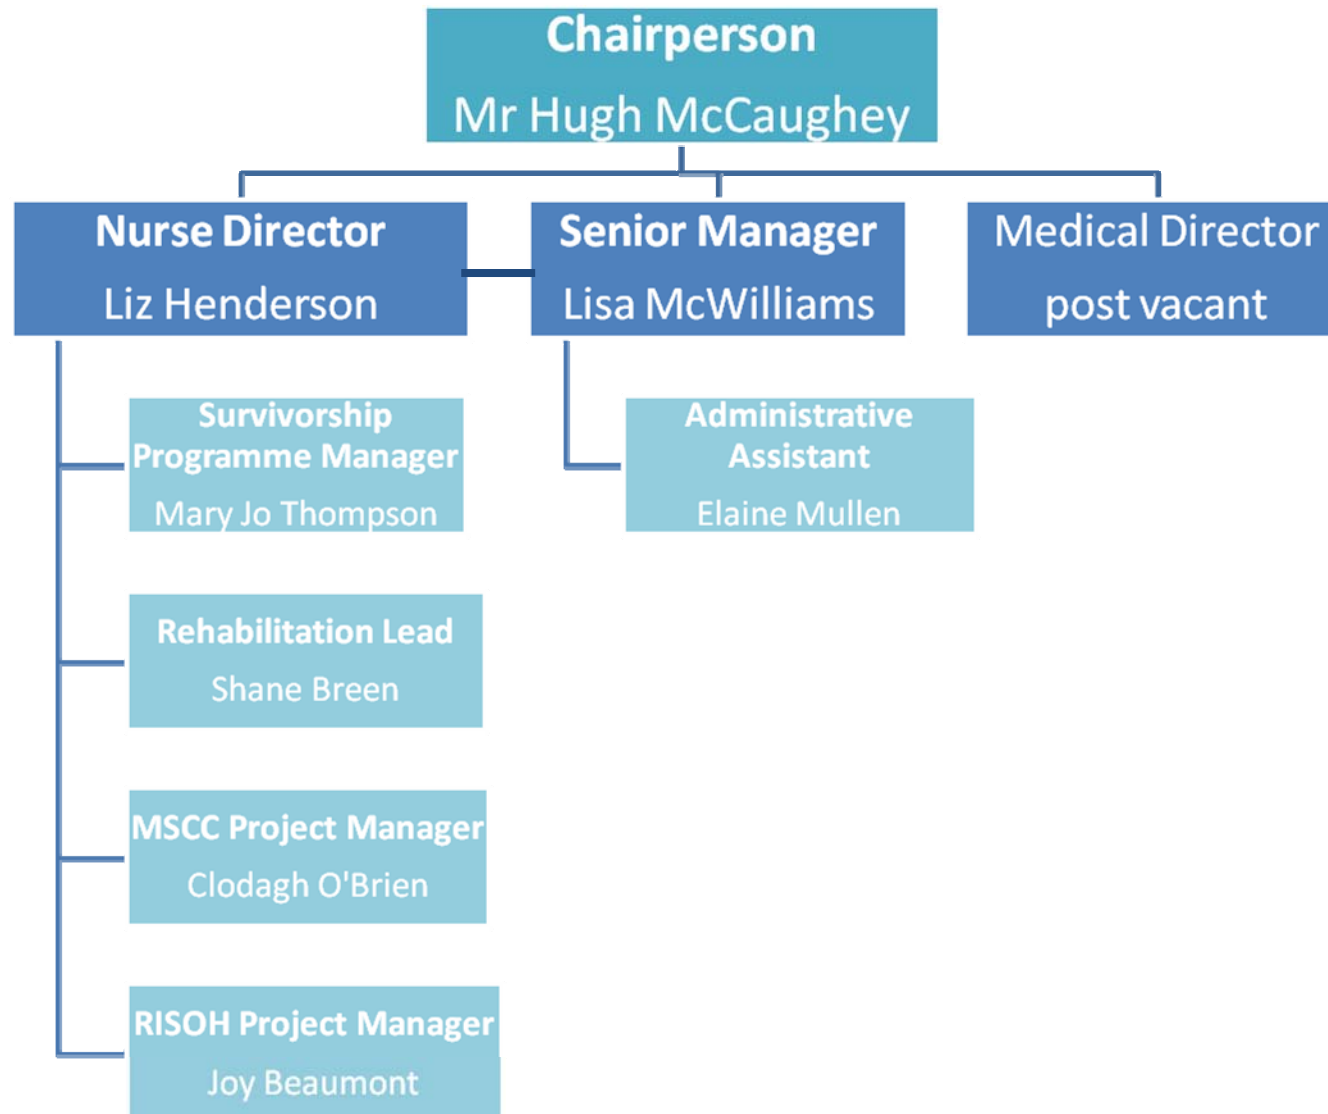 Chairperson
Mr Hugh McCaughey
Nurse Director
Liz Henderson
Senior Manager
Lisa McWilliams
Medical Director
post vacant
Survivorship
Programme Manager
Mary Jo Thompson
Administrative
Assistant
Elaine Mullen
Rehabilitation Lead
Shane Breen
MSCC Project Manager
Clodagh O'Brien
RISOH Project Manager
Joy Beaumont